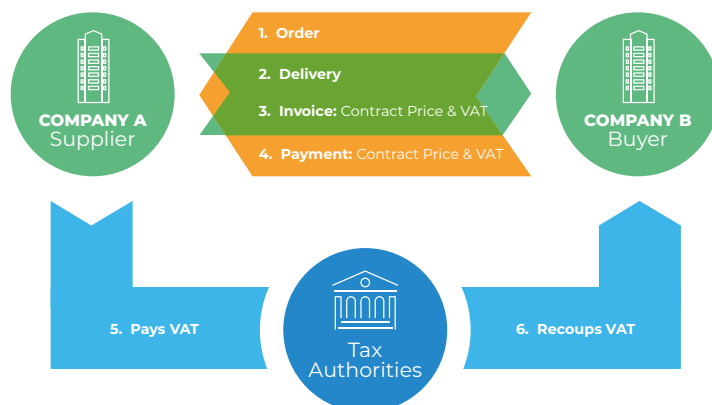 1. Order
COMPANY A
Supplier
2. Delivery
3. Invoice: Contract Price & VAT
4. Payment: Contract Price & VAT
COMPANY B
Buyer
5. Pays VAT
Tax
Authorities
6. Recoups VAT